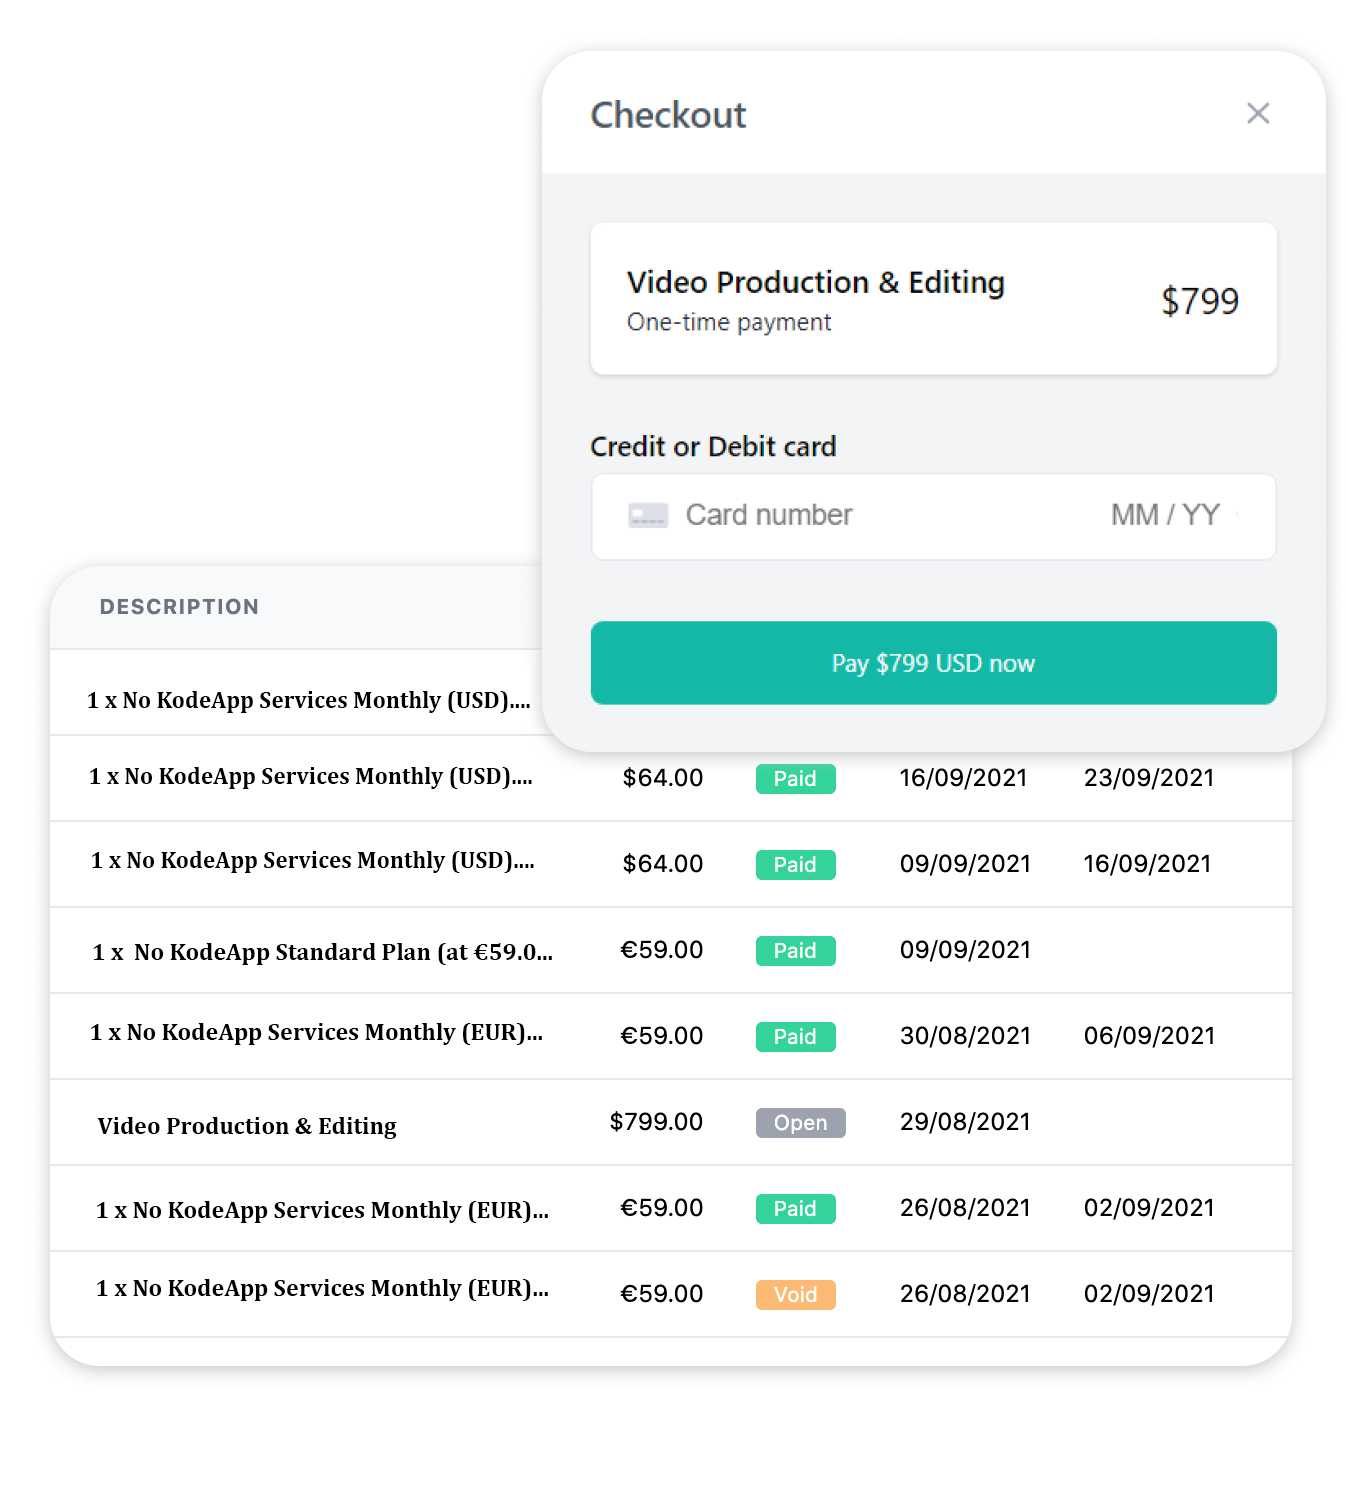 Checkout
Video Production & Editing
One-time payment
$799
Credit or Debit card
Card number MM / YY
Pay $799 USD now
DESCRIPTION
1 x No KodeApp Services Monthly (USD)....
1 x No KodeApp Services Monthly (USD).... $64.00 Paid 16/09/2021 23/09/2021
1 x No KodeApp Services Monthly (USD).... $64.00 Paid 09/09/2021 16/09/2021
1 x  No KodeApp Standard Plan (at €59.0... €59.00 Paid 09/09/2021
1 x No KodeApp Services Monthly (EUR)... €59.00 Paid 30/08/2021 06/09/2021
Video Production & Editing $799.00 Open 29/08/2021
1 x No KodeApp Services Monthly (EUR)... €59.00 Paid 26/08/2021 02/09/2021
1 x No KodeApp Services Monthly (EUR)... €59.00 Void 26/08/2021 02/09/2021